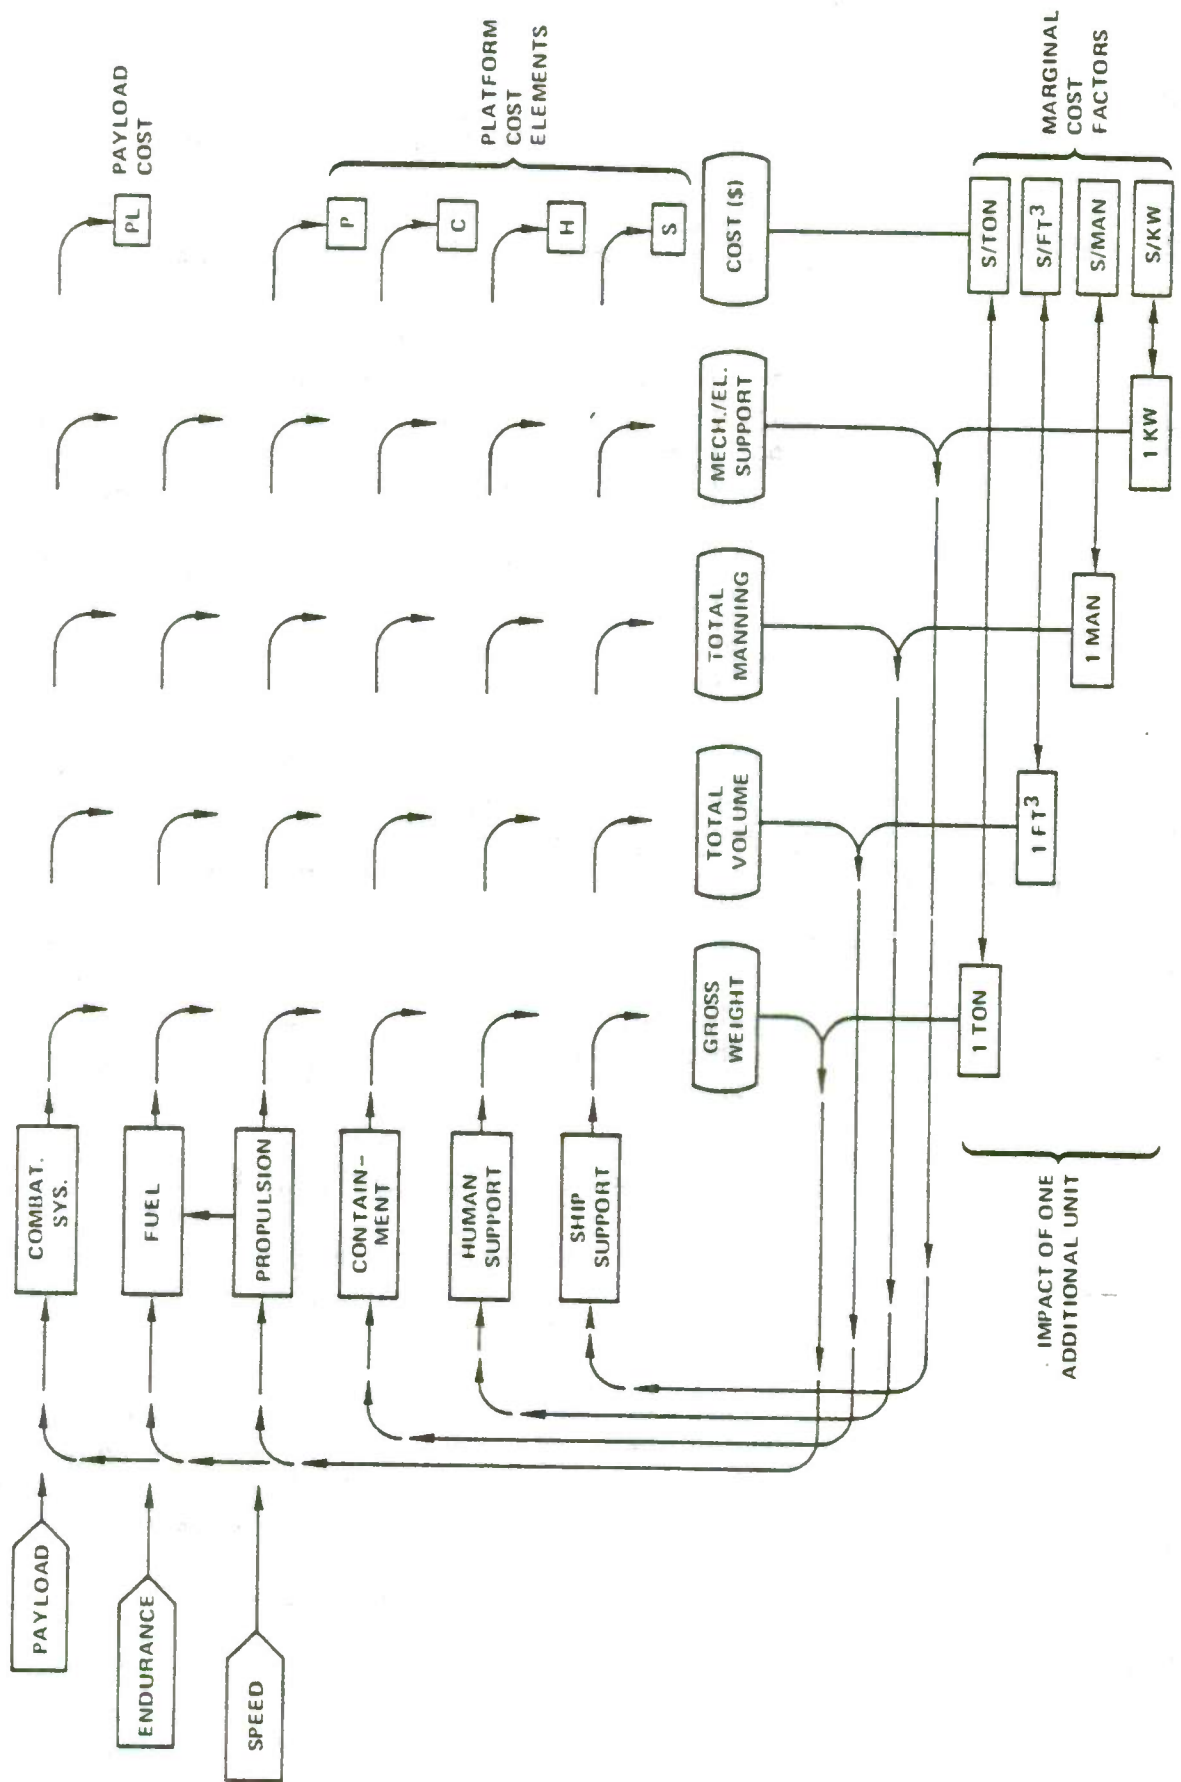 PAYLOAD
ENDURANCE
SPEED
COMBAT.
SYS.
FUEL
PROPULSION
CONTAIN-
MENT
HUMAN
SUPPORT
SHIP
SUPPORT
GROSS
WEIGHT
TOTAL
VOLUME
TOTAL
MANNING
MECH./EL.
SUPPORT
COST ($)
PL
PAYLOAD
COST
P
C
H
S
PLATFORM
COST
ELEMENTS
IMPACT OF ONE
ADDITIONAL UNIT
1 TON
1 FT³
1 MAN
1 KW
S/TON
S/FT³
S/MAN
S/KW
MARGINAL
COST
FACTORS